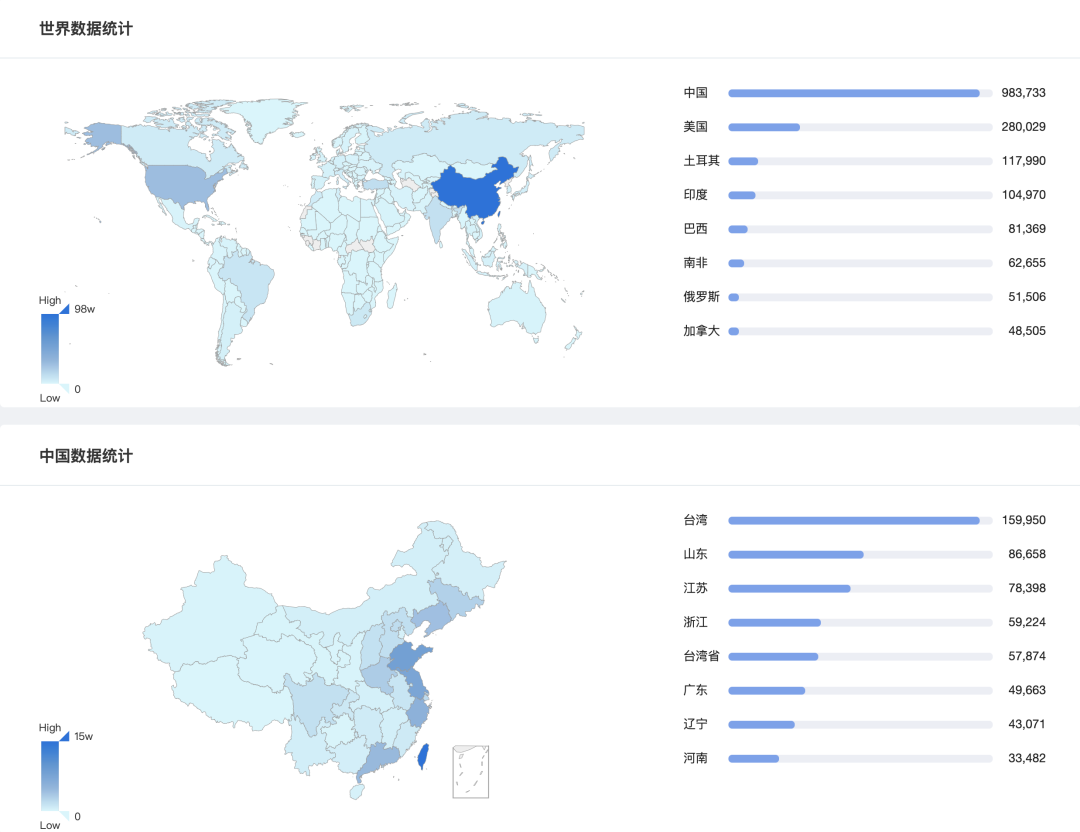 世界数据统计
中国 983,733
美国 280,029
土耳其 117,990
印度 104,970
巴西 81,369
南非 62,655
俄罗斯 51,506
加拿大 48,505
High
98w
0
Low
中国数据统计
台湾 159,950
山东 86,658
江苏 78,398
浙江 59,224
台湾省 57,874
广东 49,663
辽宁 43,071
河南 33,482
High
15w
0
Low